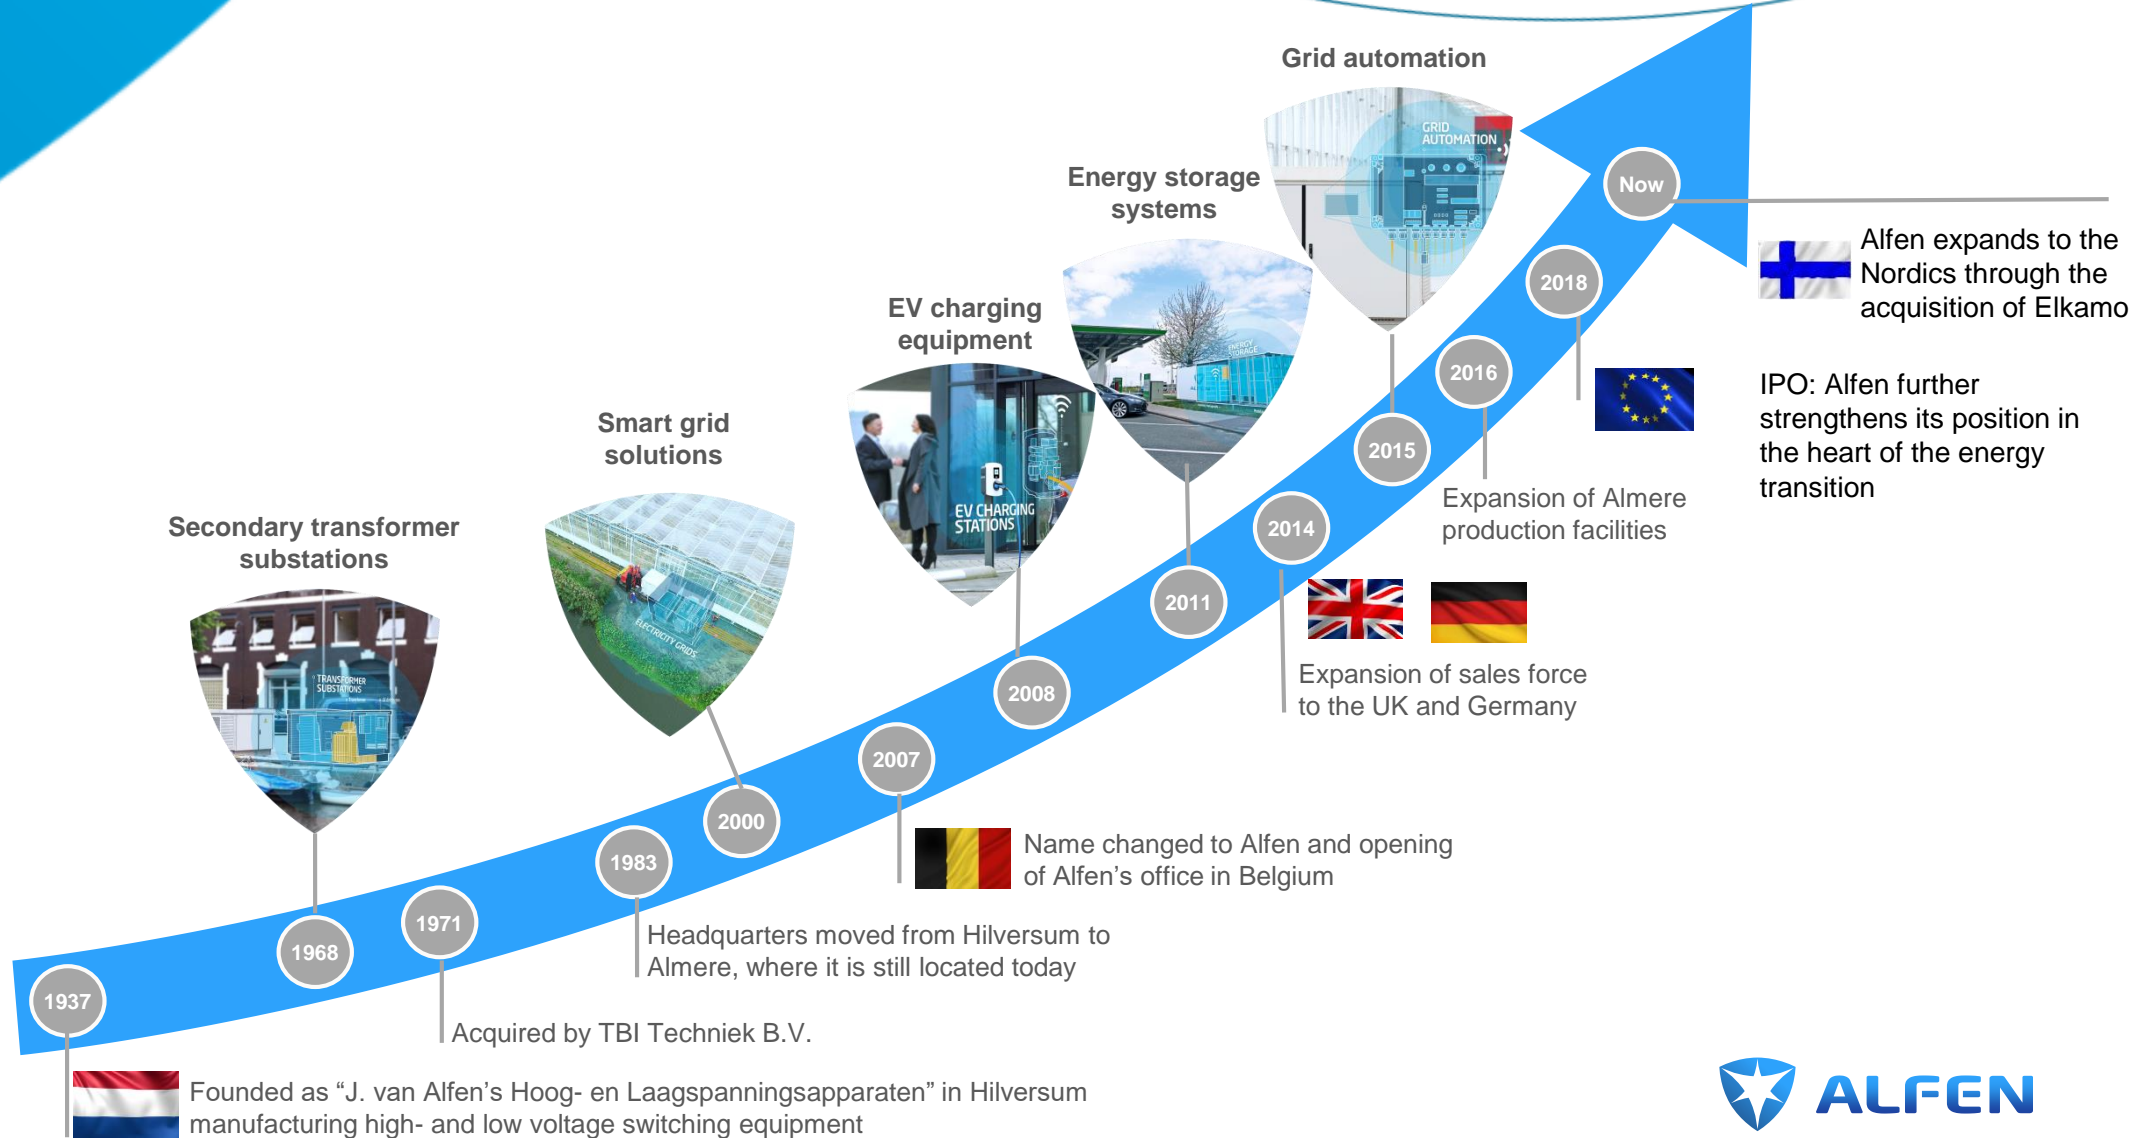 Grid automation
GRID
AUTOMATION
Energy storage
systems
ENERGY
STORAGE
EV charging
equipment
EV CHARGING
STATIONS
Smart grid
solutions
ELECTRICITY GRIDS
Secondary transformer
substations
TRANSFORMER
SUBSTATIONS
Now
Alfen expands to the
Nordics through the
acquisition of Elkamo
2018
IPO: Alfen further
strengthens its position in
the heart of the energy
transition
2016
Expansion of Almere
production facilities
2015
2014
Expansion of sales force
to the UK and Germany
2011
2008
2007
Name changed to Alfen and opening
of Alfen’s office in Belgium
2000
1983
Headquarters moved from Hilversum to
Almere, where it is still located today
1971
Acquired by TBI Techniek B.V.
1968
1937
Founded as “J. van Alfen’s Hoog- en Laagspanningsapparaten” in Hilversum
manufacturing high- and low voltage switching equipment
ALFEN